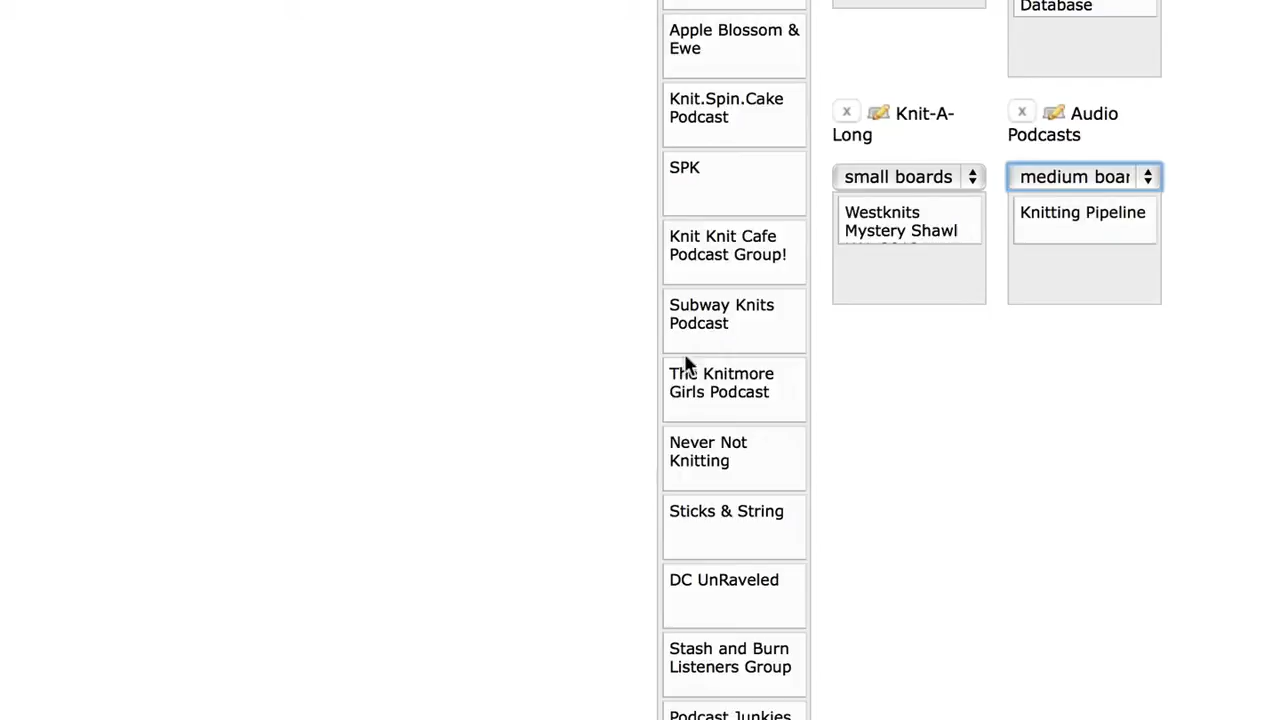 Apple Blossom &
Ewe
Knit.Spin.Cake
Podcast
SPK
Knit Knit Cafe
Podcast Group!
Subway Knits
Podcast
The Knitmore
Girls Podcast
Never Not
Knitting
Sticks & String
DC UnRaveled
Stash and Burn
Listeners Group
Podcast Junkies
x Knit-A-
Long
small boards
Westknits
Mystery Shawl
Database
x Audio
Podcasts
medium boar
Knitting Pipeline